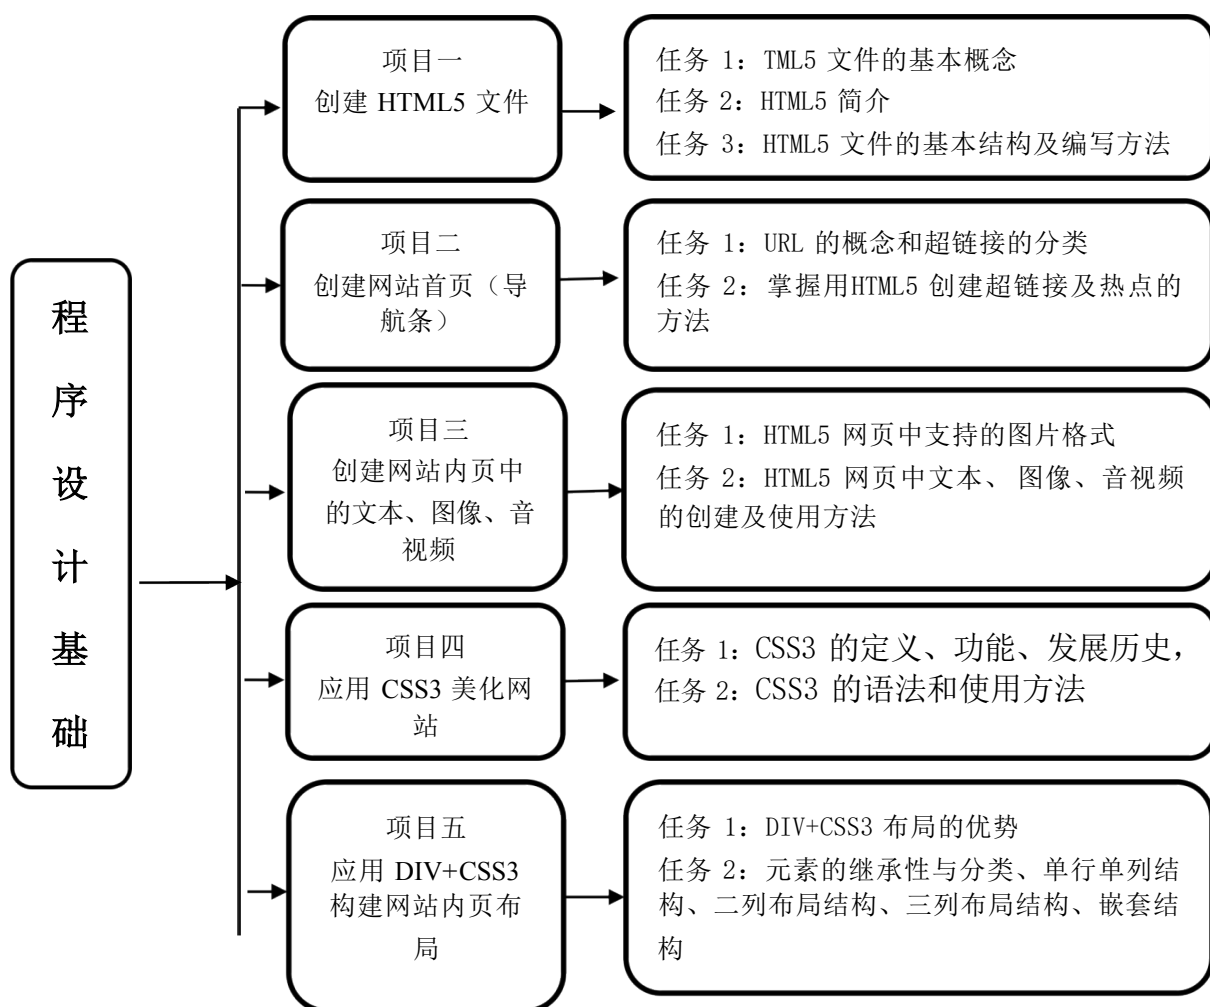 程
序
设
计
基
础
项目一
创建 HTML5 文件
任务 1：TML5 文件的基本概念
任务 2：HTML5 简介
任务 3：HTML5 文件的基本结构及编写方法
项目二
创建网站首页（导
航条）
任务 1：URL 的概念和超链接的分类
任务 2：掌握用HTML5 创建超链接及热点的
方法
项目三
创建网站内页中
的文本、图像、音
视频
任务 1：HTML5 网页中支持的图片格式
任务 2：HTML5 网页中文本、 图像、音视频
的创建及使用方法
项目四
应用 CSS3 美化网
站
任务 1：CSS3 的定义、功能、发展历史，
任务 2：CSS3 的语法和使用方法
项目五
应用 DIV+CSS3
构建网站内页布
局
任务 1：DIV+CSS3 布局的优势
任务 2：元素的继承性与分类、单行单列结
构、二列布局结构、三列布局结构、嵌套结
构